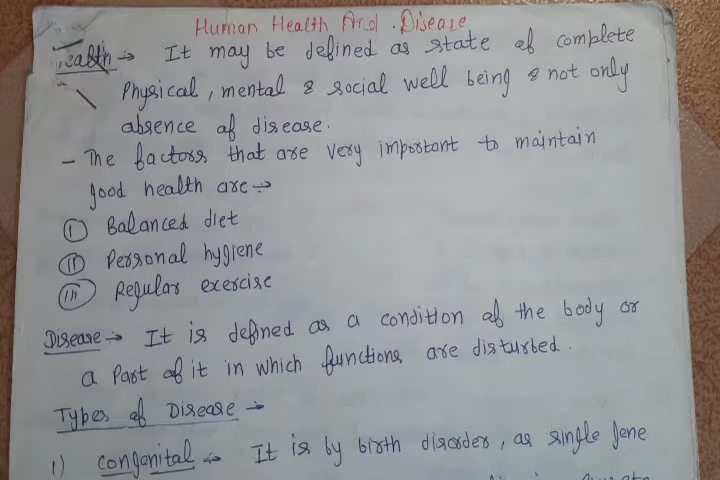 Human Health And Disease
Health → It may be defined as state of complete
Physical, mental & social well being & not only
absence of disease.
- The factors that are very important to maintain
good health are →
(I) Balanced diet
(II) Personal hygiene
(III) Regular exercise
Disease → It is defined as a condition of the body or
a Part of it in which functions are disturbed.
Types of Disease →
1) Congenital → It is by birth disorder, as single gene